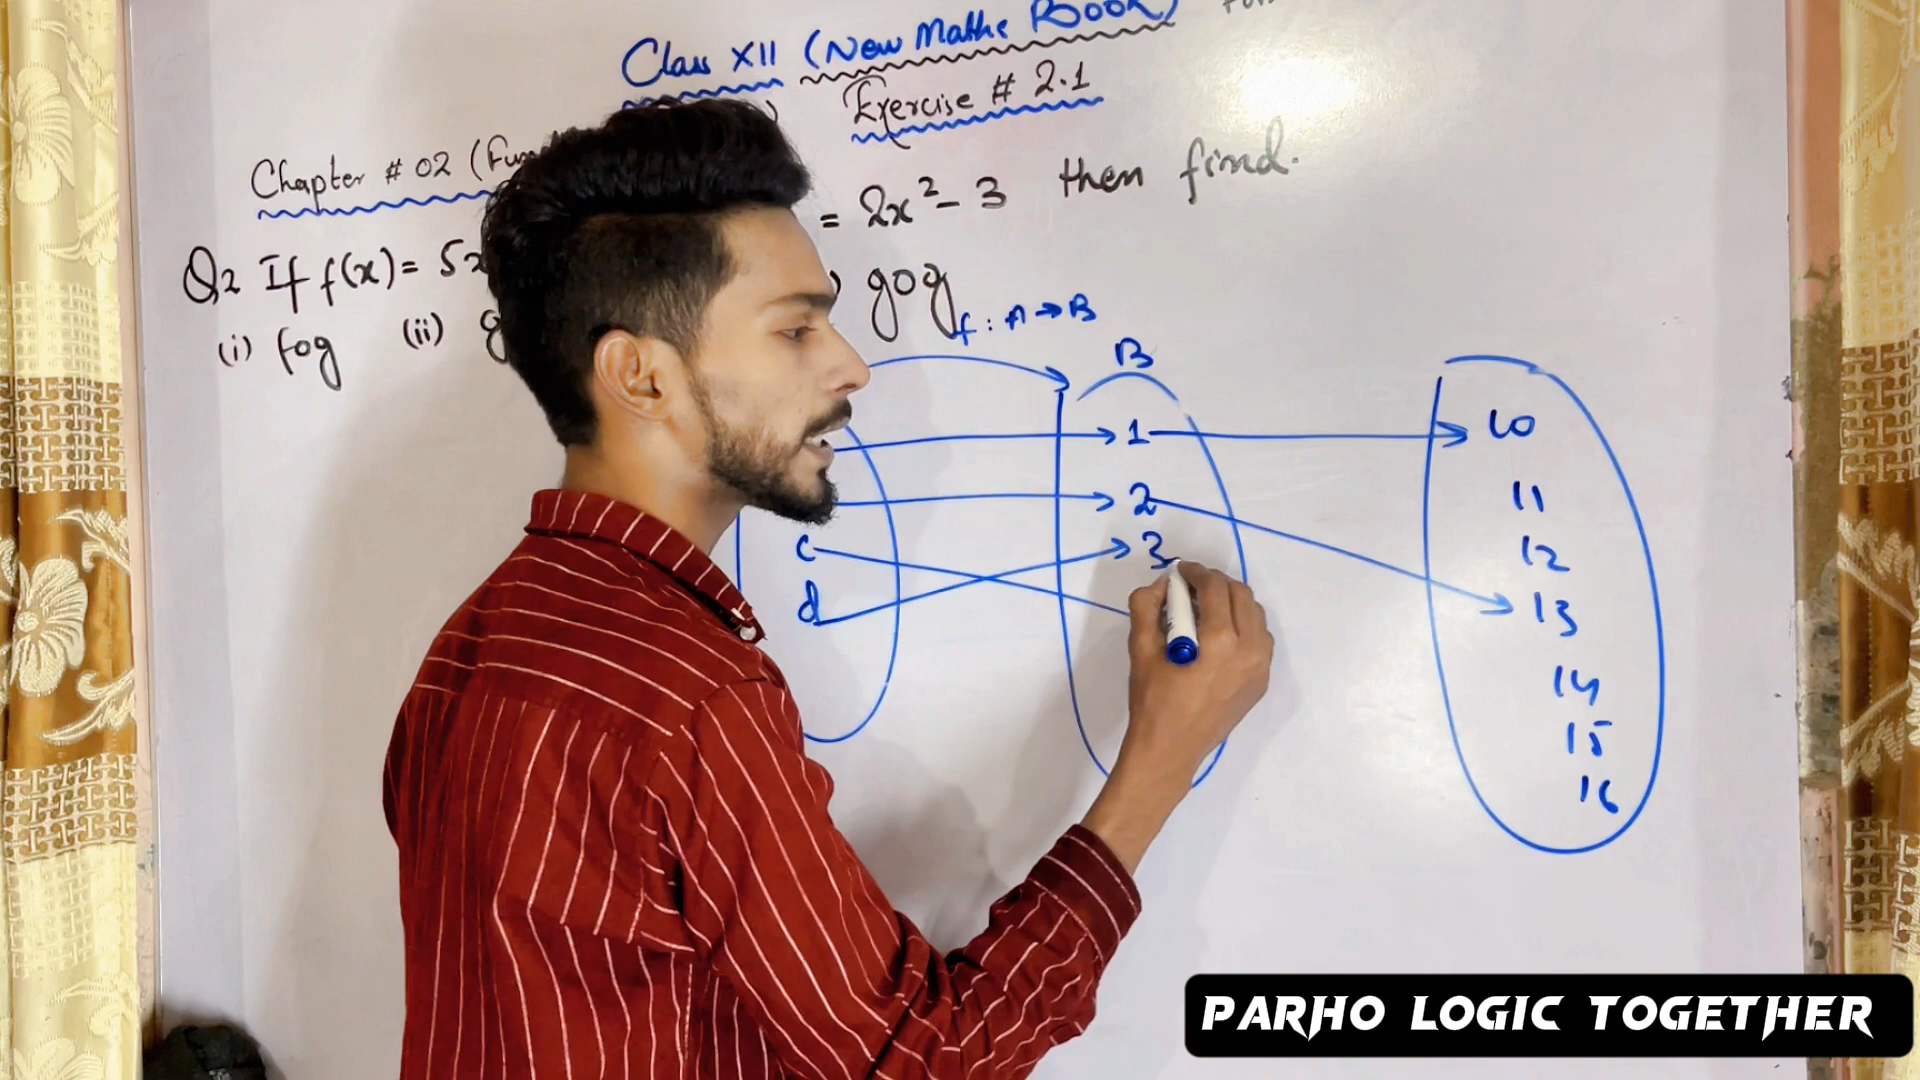 Class XII (New Maths Book)
Exercise # 2.1
Chapter # 02 (Fun
= 2x² - 3 then find.
Q2 If f(x) = 5x
(i) fog (ii) g ) gog
f : A → B
B
1 10
2 11
c 3 12
d 13
14
15
16
PARHO LOGIC TOGETHER